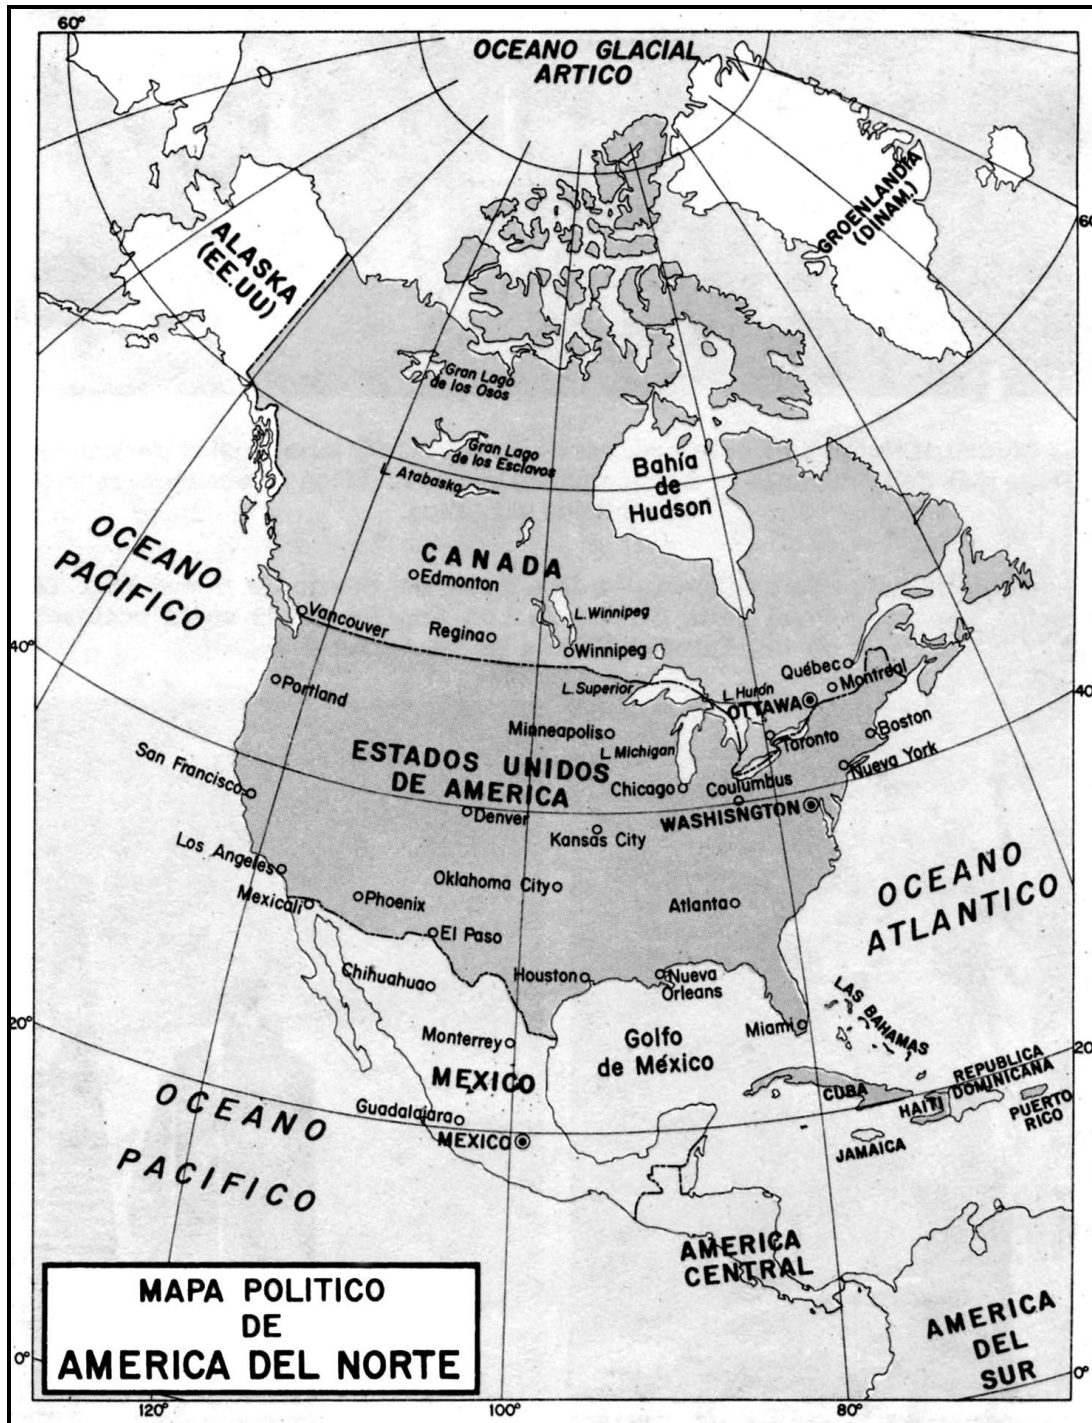 60°
OCEANO GLACIAL
ARTICO
GROENLANDIA
(DINAM.)
60
ALASKA
(EE.UU)
Gran Lago
de los Osos
Gran Lago
de los Esclavos
L. Atabaska
Bahía
de
Hudson
OCEANO
PACIFICO
CANADA
Edmonton
L. Winnipeg
Vancouver
Regina
Winnipeg
40°
Québec
Montreal
40
Portland
L. Superior
L. Hurón
OTTAWA
Minneapolis
Boston
Toronto
L. Michigan
ESTADOS UNIDOS
DE AMERICA
Nueva York
San Francisco
Chicago
Coulumbus
WASHISNGTON
Denver
Kansas City
Los Angeles
Oklahoma City
OCEANO
ATLANTICO
Mexicali
Phoenix
Atlanta
El Paso
Chihuahua
Houston
Nueva
Orleans
LAS BAHAMAS
20°
Monterrey
Golfo
de México
Miami
20
MEXICO
CUBA
HAITI
REPUBLICA
DOMINICANA
PUERTO
RICO
OCEANO
PACIFICO
Guadalajara
MEXICO
JAMAICA
AMERICA
CENTRAL
MAPA POLITICO
DE
AMERICA DEL NORTE
AMERICA
DEL
SUR
0°
0°
120°
100°
80°